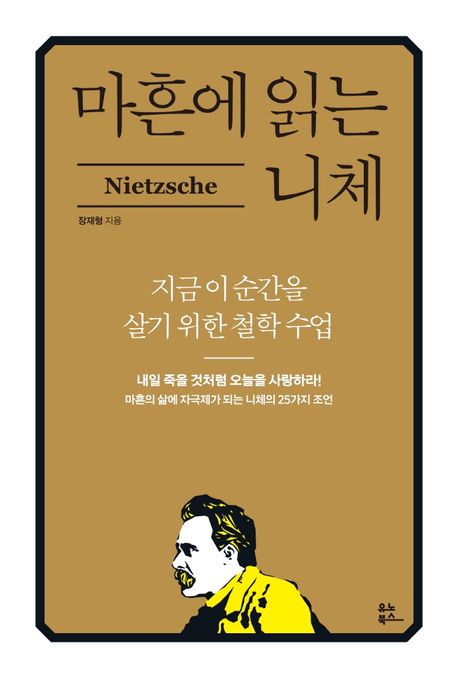 마흔에 읽는
니체
Nietzsche
장재형 지음
지금 이 순간을
살기 위한 철학 수업
내일 죽을 것처럼 오늘을 사랑하라!
마흔의 삶에 자극제가 되는 니체의 25가지 조언
유노
북스